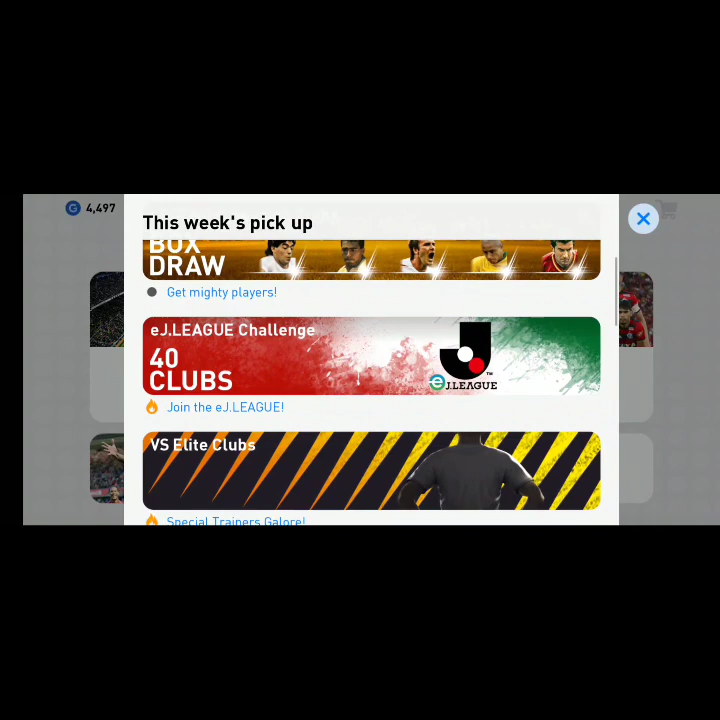 4,497
This week's pick up
BOX
DRAW
Get mighty players!
eJ.LEAGUE Challenge
40
CLUBS
e J.LEAGUE™
Join the eJ.LEAGUE!
VS Elite Clubs
Special Trainers Galore!